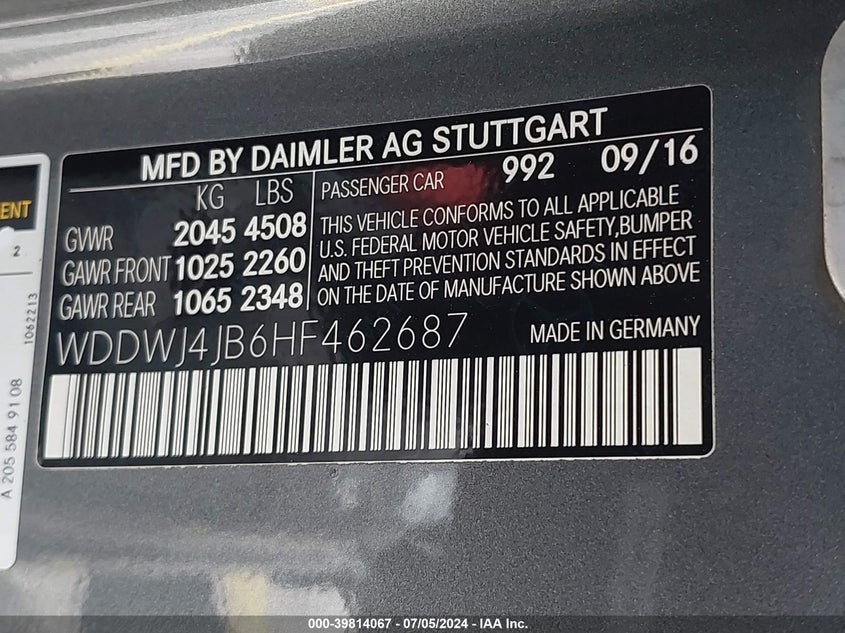 MFD BY DAIMLER AG STUTTGART
KG LBS
GVWR 2045 4508
GAWR FRONT 1025 2260
GAWR REAR 1065 2348
PASSENGER CAR 992 09/16
THIS VEHICLE CONFORMS TO ALL APPLICABLE
U.S. FEDERAL MOTOR VEHICLE SAFETY,BUMPER
AND THEFT PREVENTION STANDARDS IN EFFECT
ON THE DATE OF MANUFACTURE SHOWN ABOVE
WDDWJ4JB6HF462687 MADE IN GERMANY
ENT
2
1062213
A 205 584 91 08
000-39814067 - 07/05/2024 - IAA Inc.